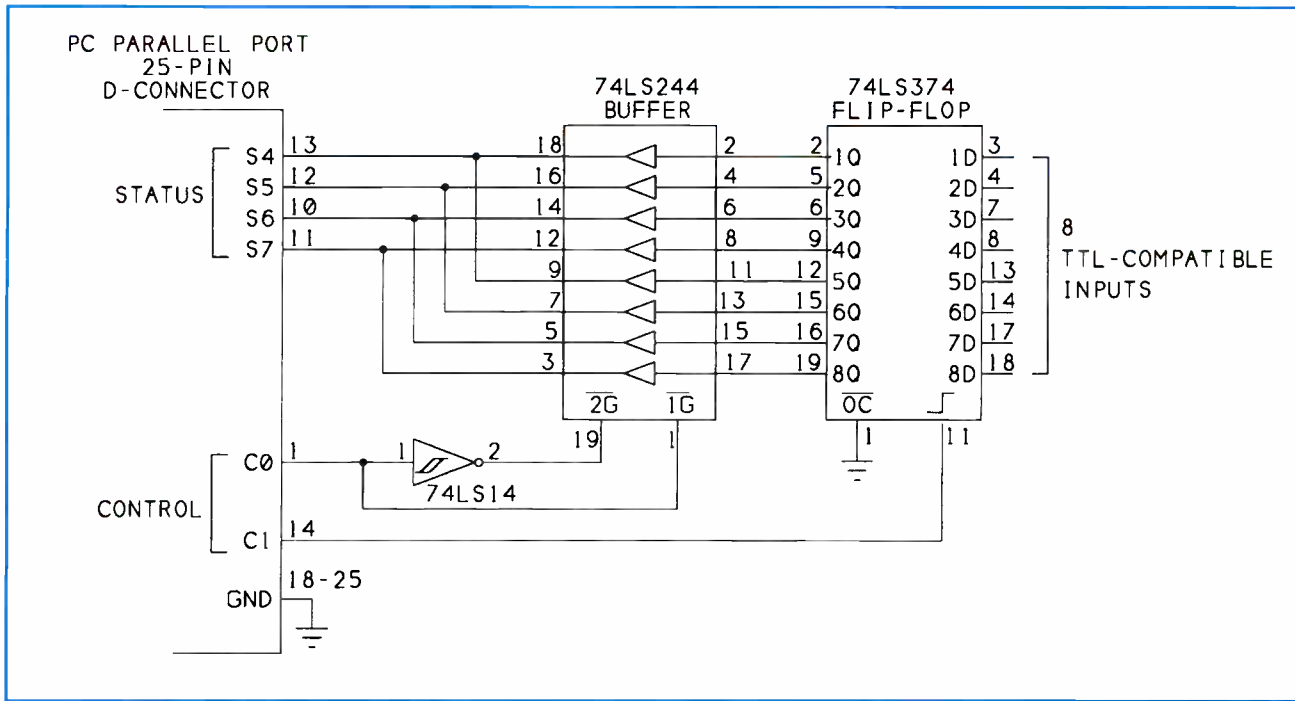 PC PARALLEL PORT
25-PIN
D-CONNECTOR
74LS244
BUFFER
74LS374
FLIP-FLOP
STATUS
S4 13
S5 12
S6 10
S7 11
18 2
16 4
14 6
12 8
9 11
7 13
5 15
3 17
2G 1G
19 1
2 1Q 1D 3
5 2Q 2D 4
6 3Q 3D 7
9 4Q 4D 8
12 5Q 5D 13
15 6Q 6D 14
16 7Q 7D 17
19 8Q 8D 18
OC
1 11
8
TTL-COMPATIBLE
INPUTS
CONTROL
C0 1
1 2
74LS14
C1 14
GND 18-25